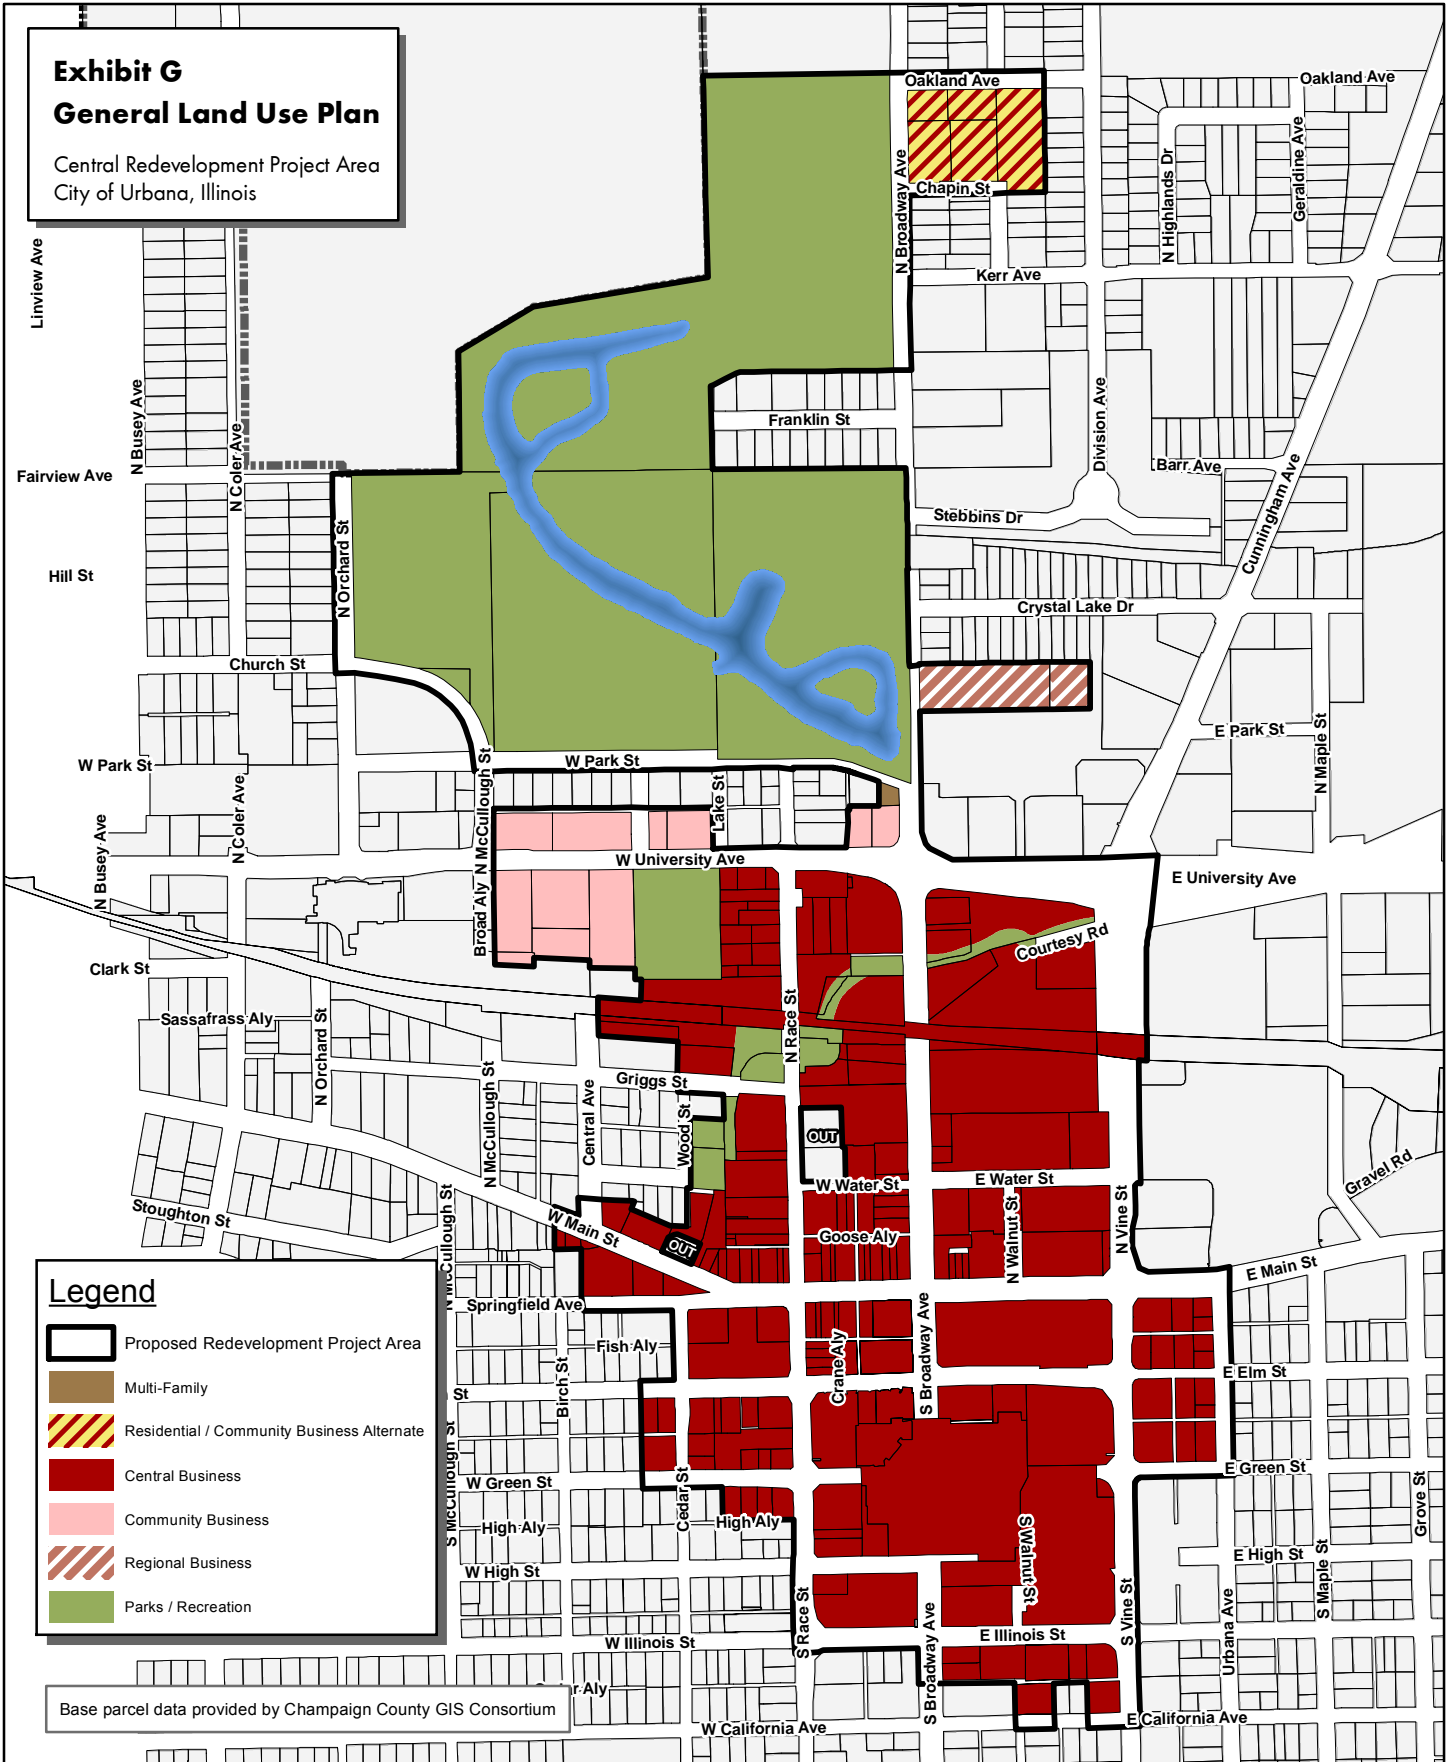 Exhibit G
General Land Use Plan
Central Redevelopment Project Area
City of Urbana, Illinois
Oakland Ave
Oakland Ave
N Broadway Ave
Chapin St
N Highlands Dr
Geraldine Ave
Kerr Ave
Linview Ave
N Busey Ave
N Coler Ave
Fairview Ave
Franklin St
Division Ave
Barr Ave
Cunningham Ave
Stebbins Dr
Hill St
N Orchard St
Crystal Lake Dr
Church St
W Park St
W Park St
E Park St
N Maple St
N McCullough St
Lake St
N Coler Ave
N Busey Ave
W University Ave
E University Ave
Broad Aly
Courtesy Rd
Clark St
Sassafrass Aly
N Orchard St
N Race St
Griggs St
N McCullough St
Central Ave
Wood St
OUT
W Water St
E Water St
Gravel Rd
Stoughton St
N McCullough St
W Main St
OUT
Goose Aly
N Walnut St
N Vine St
E Main St
Springfield Ave
Fish Aly
Birch St
Crane Aly
S Broadway Ave
E Elm St
St
S McCullough St
W Green St
Cedar St
E Green St
Grove St
High Aly
High Aly
W High St
S Walnut St
E High St
S Maple St
S Race St
S Broadway Ave
S Vine St
Urbana Ave
W Illinois St
E Illinois St
r Aly
W California Ave
E California Ave
Legend
Proposed Redevelopment Project Area
Multi-Family
Residential / Community Business Alternate
Central Business
Community Business
Regional Business
Parks / Recreation
Base parcel data provided by Champaign County GIS Consortium